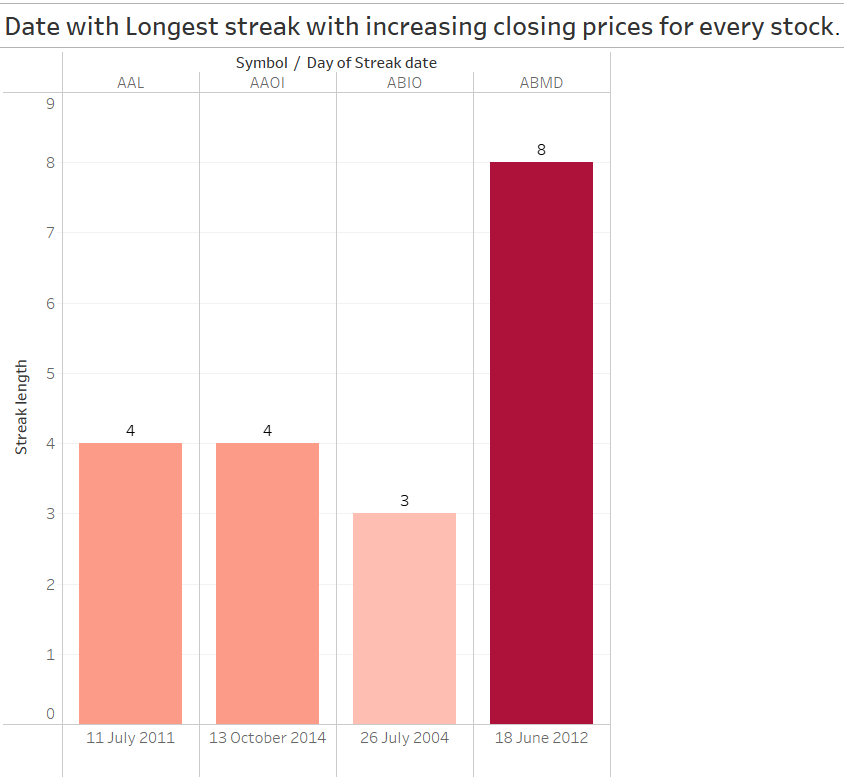 Date with Longest streak with increasing closing prices for every stock.
Symbol / Day of Streak date
AAL AAOI ABIO ABMD
9
8
8
7
6
Streak length
5
4 4
4
3
3
2
1
0
11 July 2011 13 October 2014 26 July 2004 18 June 2012